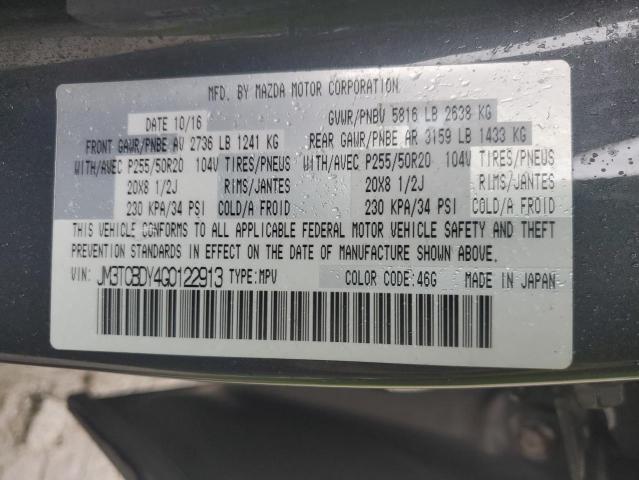 MFD. BY MAZDA MOTOR CORPORATION
DATE 10/16 GVWR/PNBV 5816 LB 2638 KG
FRONT GAWR/PNBE AV 2736 LB 1241 KG REAR GAWR/PNBE AR 3159 LB 1433 KG
WITH/AVEC P255/50R20 104V TIRES/PNEUS WITH/AVEC P255/50R20 104V TIRES/PNEUS
20X8 1/2J RIMS/JANTES 20X8 1/2J RIMS/JANTES
230 KPA/34 PSI COLD/A FROID 230 KPA/34 PSI COLD/A FROID
THIS VEHICLE CONFORMS TO ALL APPLICABLE FEDERAL MOTOR VEHICLE SAFETY AND THEFT
PREVENTION STANDARDS IN EFFECT ON THE DATE OF MANUFACTURE SHOWN ABOVE.
VIN: JM3TCBDY4G0122913 TYPE:MPV COLOR CODE:46G MADE IN JAPAN